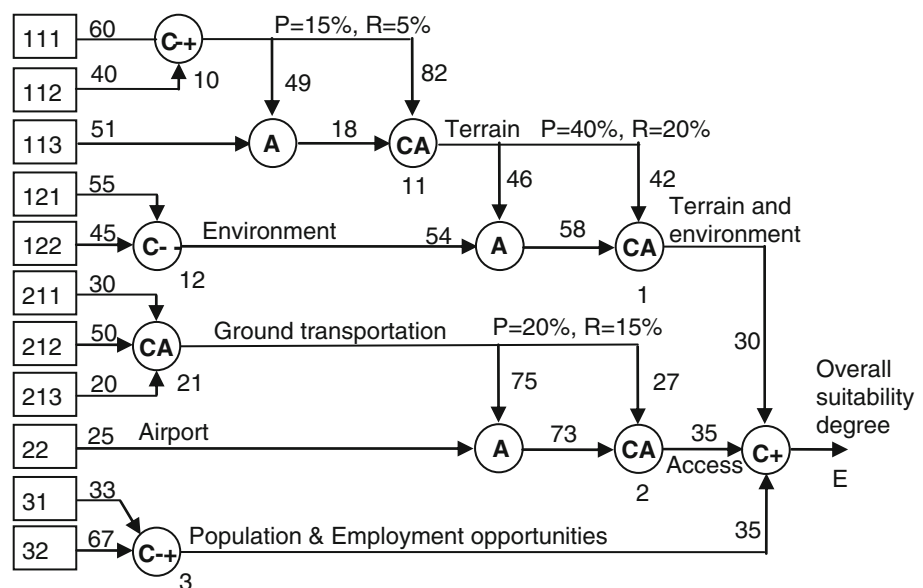 111 60 C-+ P=15%, R=5%
112 40 10 49 82
113 51 A 18 CA Terrain P=40%, R=20%
11 46 42
121 55
122 45 C- - Environment 54 A 58 CA Terrain and
environment
12 1
211 30
212 50 CA Ground transportation P=20%, R=15% 30
213 20 21 75 27
Overall
suitability
degree
22 25 Airport A 73 CA 35 C+
Access E
2
31 33
32 67 C-+ Population & Employment opportunities 35
3